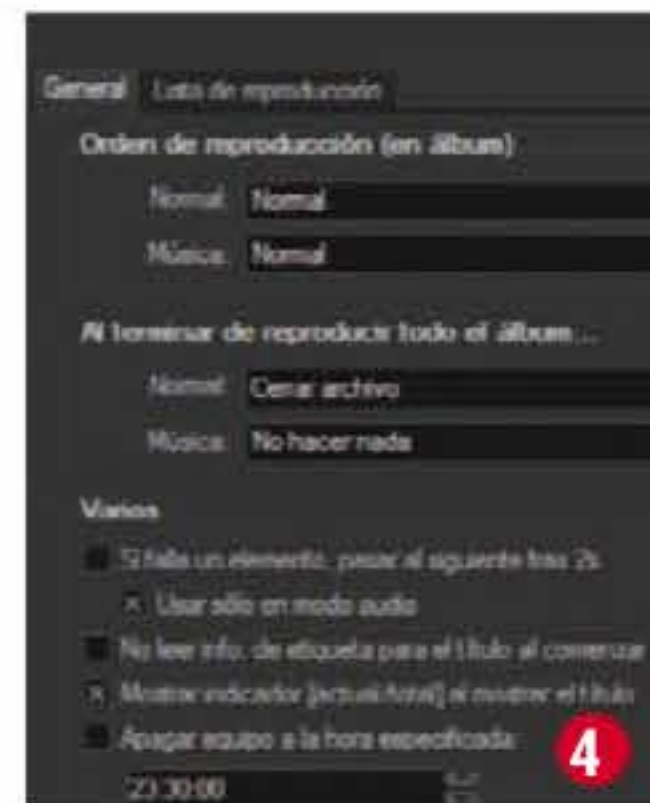 General Lista de reproducción
Orden de reproducción (en álbum)
Normal: Normal
Música: Normal
Al terminar de reproducir todo el álbum...
Normal: Cerrar archivo
Música: No hacer nada
Varios
Si falla un elemento, pasar al siguiente tras 2s
Usar sólo en modo audio
No leer info. de etiqueta para el título al comenzar
Mostrar indicador [actual/total] al mostrar el título
Apagar equipo a la hora especificada:
23:30:00
4